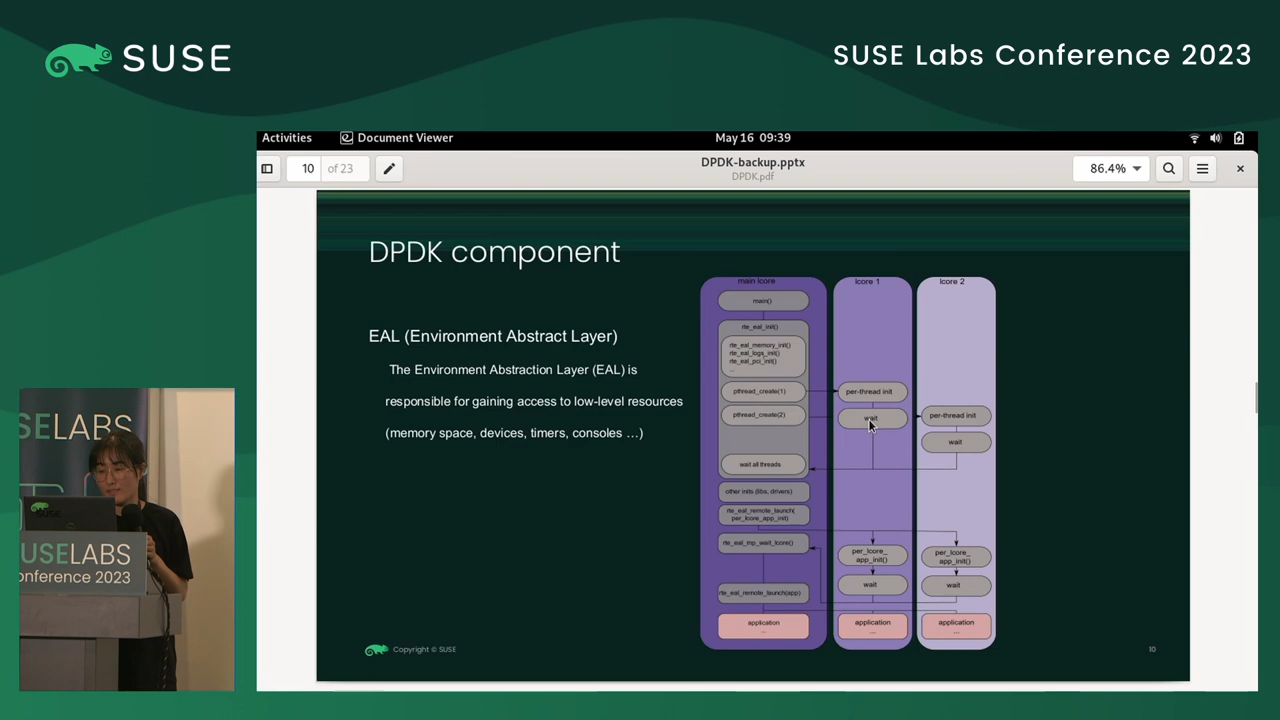 SUSE
SUSE Labs Conference 2023
Activities
Document Viewer
May 16 09:39
10
of 23
DPDK-backup.pptx
DPDK.pdf
86.4%
DPDK component
EAL (Environment Abstract Layer)
The Environment Abstraction Layer (EAL) is
responsible for gaining access to low-level resources
(memory space, devices, timers, consoles …)
main lcore
main()
rte_eal_init()
rte_eal_memory_init()
rte_eal_logs_init()
rte_eal_pci_init()
...
pthread_create(1)
pthread_create(2)
wait all threads
other inits (libs, drivers)
rte_eal_remote_launch(
per_lcore_app_init)
rte_eal_mp_wait_lcore()
rte_eal_remote_launch(app)
application
...
lcore 1
per-thread init
wait
per_lcore_
app_init()
wait
application
...
lcore 2
per-thread init
wait
per_lcore_
app_init()
wait
application
...
Copyright © SUSE
10
SELABS
USELABS
onference 2023